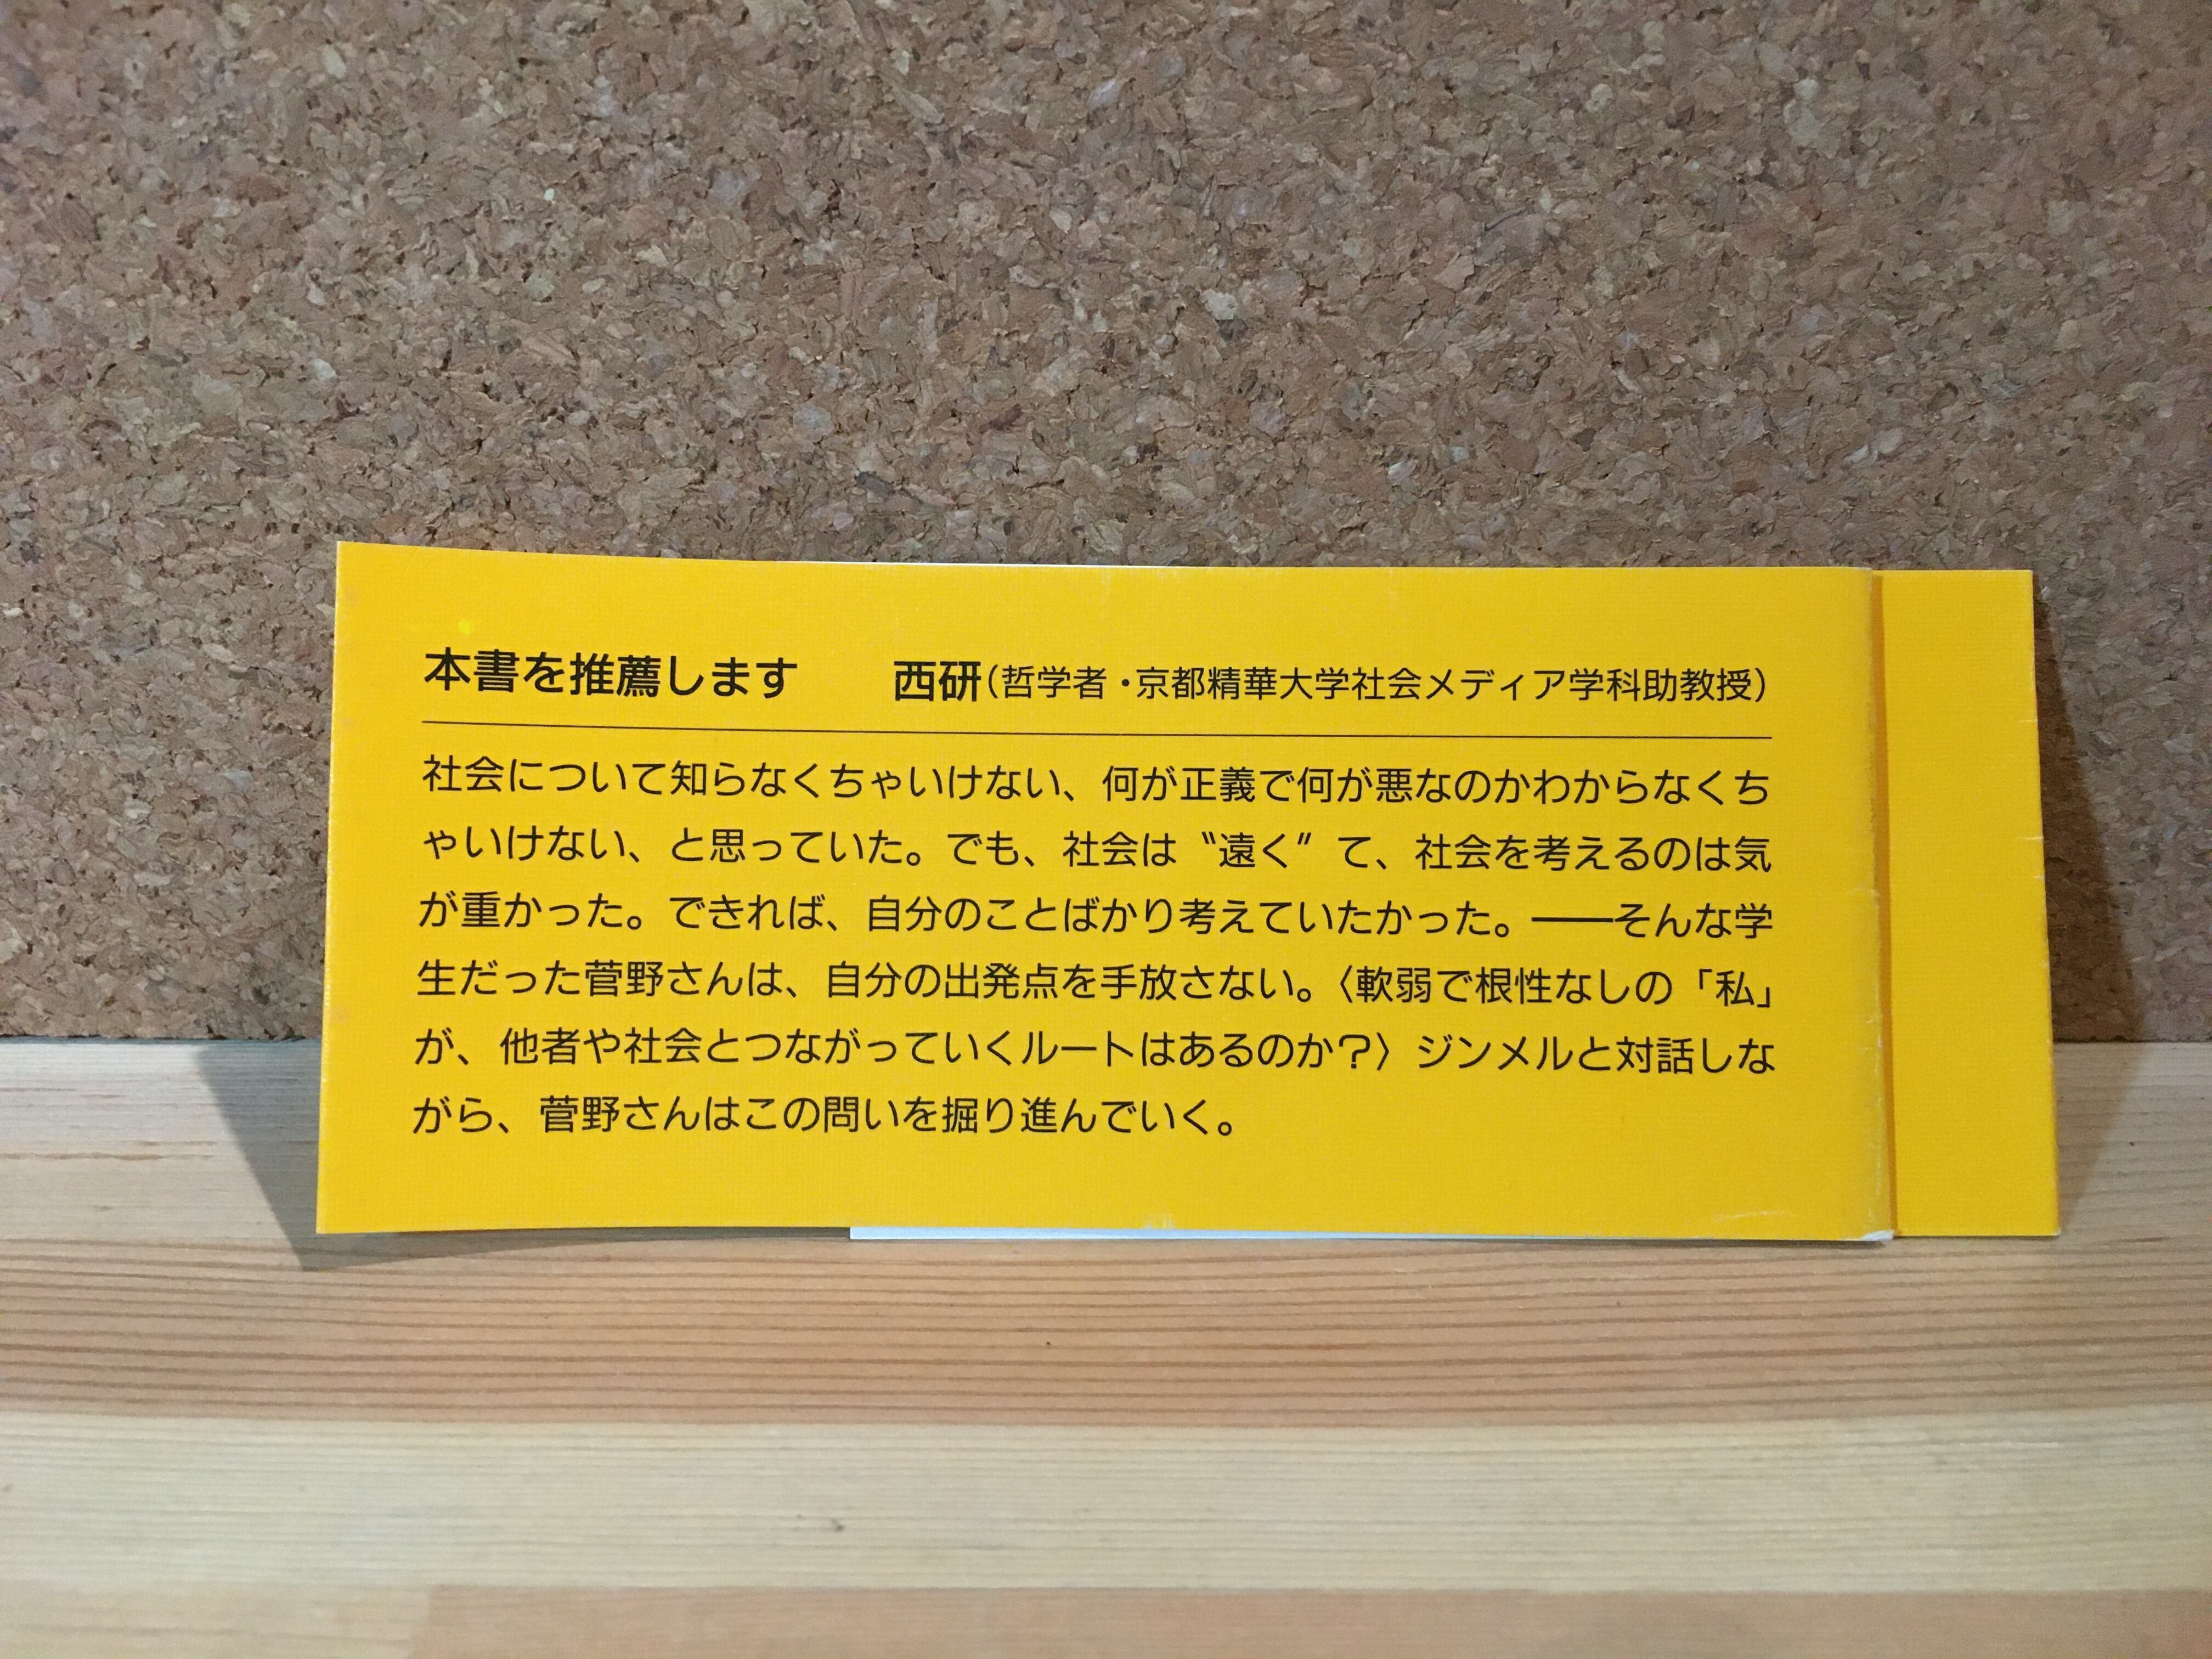 本書を推薦します　　西研（哲学者・京都精華大学社会メディア学科助教授）
社会について知らなくちゃいけない、何が正義で何が悪なのかわからなくち
ゃいけない、と思っていた。でも、社会は〝遠く〟て、社会を考えるのは気
が重かった。できれば、自分のことばかり考えていたかった。――そんな学
生だった菅野さんは、自分の出発点を手放さない。〈軟弱で根性なしの「私」
が、他者や社会とつながっていくルートはあるのか？〉ジンメルと対話しな
がら、菅野さんはこの問いを掘り進んでいく。